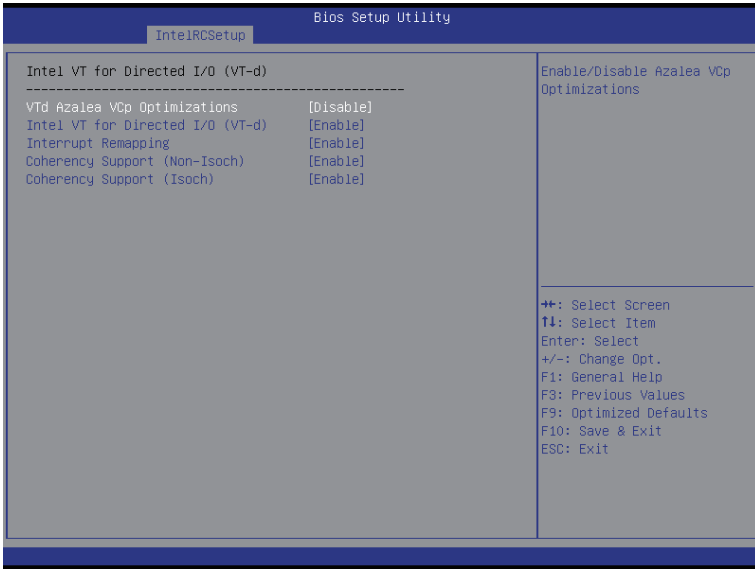 Bios Setup Utility
IntelRCSetup
Intel VT for Directed I/O (VT-d)
--------------------------------------------------
VTd Azalea VCp Optimizations [Disable]
Intel VT for Directed I/O (VT-d) [Enable]
Interrupt Remapping [Enable]
Coherency Support (Non-Isoch) [Enable]
Coherency Support (Isoch) [Enable]
Enable/Disable Azalea VCp
Optimizations
→←: Select Screen
↑↓: Select Item
Enter: Select
+/-: Change Opt.
F1: General Help
F3: Previous Values
F9: Optimized Defaults
F10: Save & Exit
ESC: Exit